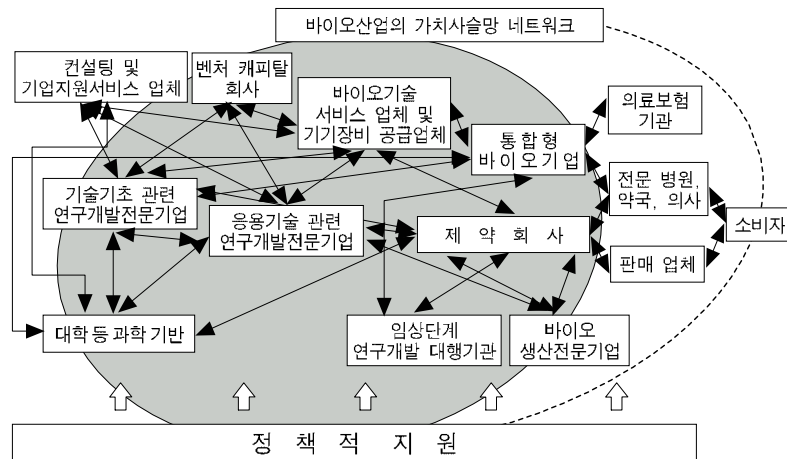 바이오산업의 가치사슬망 네트워크
컨설팅 및
기업지원서비스 업체
벤처 캐피탈
회사
바이오기술
서비스 업체 및
기기장비 공급업체
의료보험
기관
통합형
바이오기업
기술기초 관련
연구개발전문기업
응용기술 관련
연구개발전문기업
전문 병원,
약국, 의사
제 약 회 사
소비자
판매 업체
대학 등 과학 기반
임상단계
연구개발 대행기관
바이오
생산전문기업
정 책 적 지 원